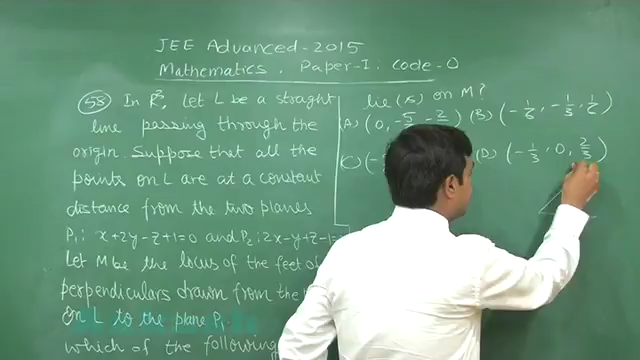 JEE Advanced-2015
Mathematics. Paper-I. Code-0
58) In R³, Let L be a straight
line passing through the
origin. Suppose that all the
points on L are at a constant
distance from the two planes
P₁: x+2y-z+1=0 and P₂: 2x-y+z-1=
Let M be the locus of the feet of
perpendiculars drawn from the
on L to the plane P₁.
which of the following
lie(s) on M?
(A) (0, -5, -2 (B) (-1/6, -1/3, 1/6)
(C) (- (D) (-1/3, 0, 2/3)